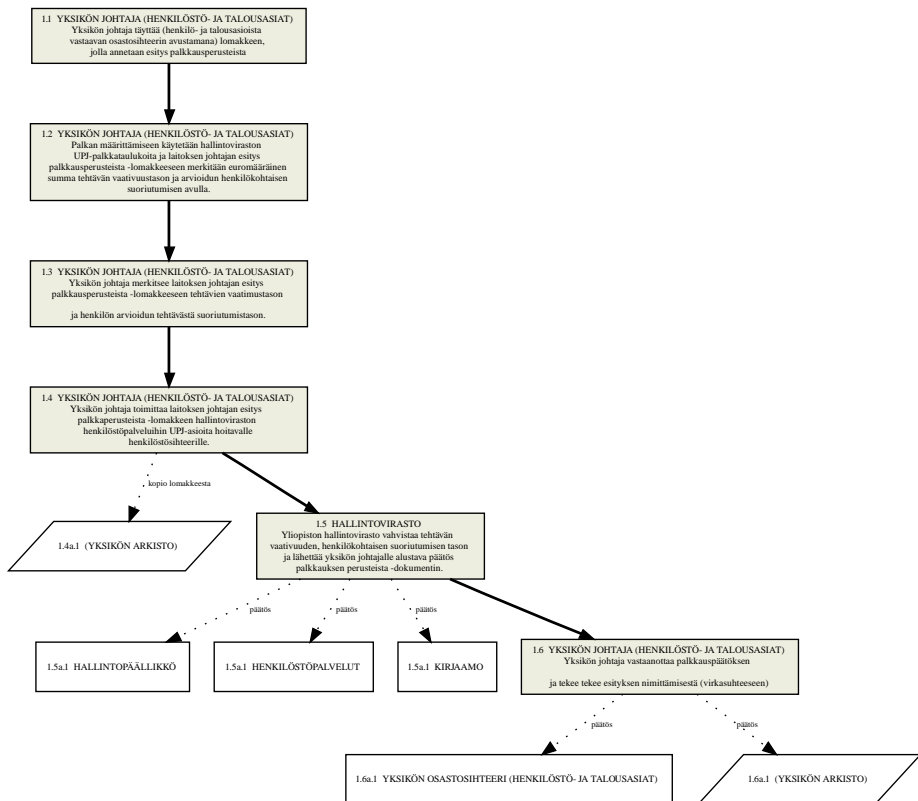 1.1 YKSIKÖN JOHTAJA (HENKILÖSTÖ- JA TALOUSASIAT)
Yksikön johtaja täyttää (henkilö- ja talousasioista
vastaavan osastosihteerin avustamana) lomakkeen,
jolla annetaan esitys palkkausperusteista
1.2 YKSIKÖN JOHTAJA (HENKILÖSTÖ- JA TALOUSASIAT)
Palkan määrittämiseen käytetään hallintoviraston
UPJ-palkkataulukoita ja laitoksen johtajan esitys
palkkausperusteista -lomakkeeseen merkitään euromääräinen
summa tehtävän vaativuustason ja arvioidun henkilökohtaisen
suoriutumisen avulla.
1.3 YKSIKÖN JOHTAJA (HENKILÖSTÖ- JA TALOUSASIAT)
Yksikön johtaja merkitsee laitoksen johtajan esitys
palkkausperusteista -lomakkeeseen tehtävien vaatimustason
ja henkilön arvioidun tehtävästä suoriutumistason.
1.4 YKSIKÖN JOHTAJA (HENKILÖSTÖ- JA TALOUSASIAT)
Yksikön johtaja toimittaa laitoksen johtajan esitys
palkkaperusteista -lomakkeen hallintoviraston
henkilöstöpalveluihin UPJ-asioita hoitavalle
henkilöstösihteerille.
kopio lomakkeesta
1.4a.1 (YKSIKÖN ARKISTO)
1.5 HALLINTOVIRASTO
Yliopiston hallintovirasto vahvistaa tehtävän
vaativuuden, henkilökohtaisen suoriutumisen tason
ja lähettää yksikön johtajalle alustava päätös
palkkauksen perusteista -dokumentin.
päätös
päätös
päätös
1.5a.1 HALLINTOPÄÄLLIKKÖ
1.5a.1 HENKILÖSTÖPALVELUT
1.5a.1 KIRJAAMO
1.6 YKSIKÖN JOHTAJA (HENKILÖSTÖ- JA TALOUSASIAT)
Yksikön johtaja vastaanottaa palkkauspäätöksen
ja tekee tekee esityksen nimittämisestä (virkasuhteeseen)
päätös
päätös
1.6a.1 YKSIKÖN OSASTOSIHTEERI (HENKILÖSTÖ- JA TALOUSASIAT)
1.6a.1 (YKSIKÖN ARKISTO)